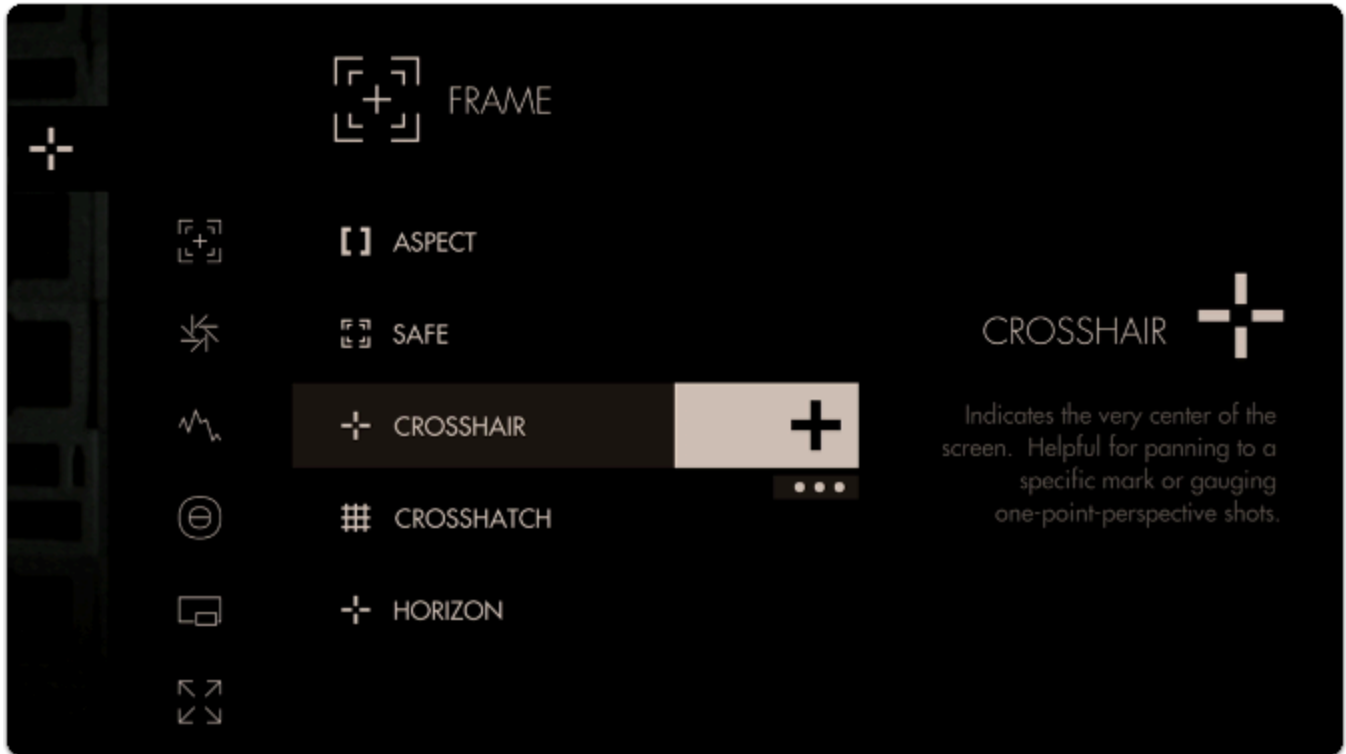 FRAME
ASPECT
SAFE
CROSSHAIR
CROSSHATCH
HORIZON
CROSSHAIR
Indicates the very center of the
screen.  Helpful for panning to a
specific mark or gauging
one-point-perspective shots.